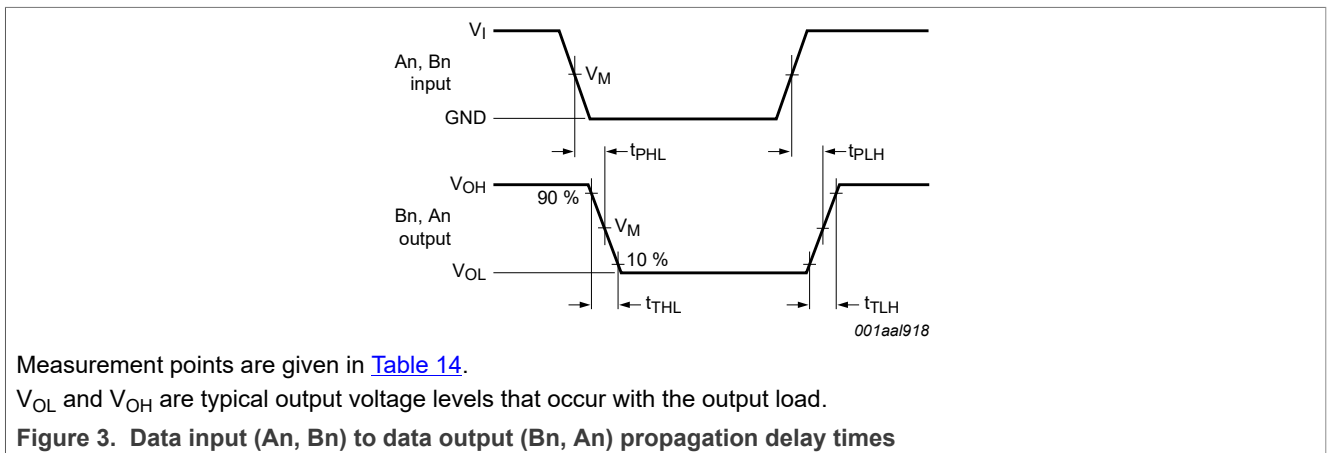 VI
An, Bn
input
VM
GND
tPHL
tPLH
VOH
90 %
Bn, An
output
VM
10 %
VOL
tTHL
tTLH
001aal918
Measurement points are given in Table 14.
VOL and VOH are typical output voltage levels that occur with the output load.
Figure 3. Data input (An, Bn) to data output (Bn, An) propagation delay times